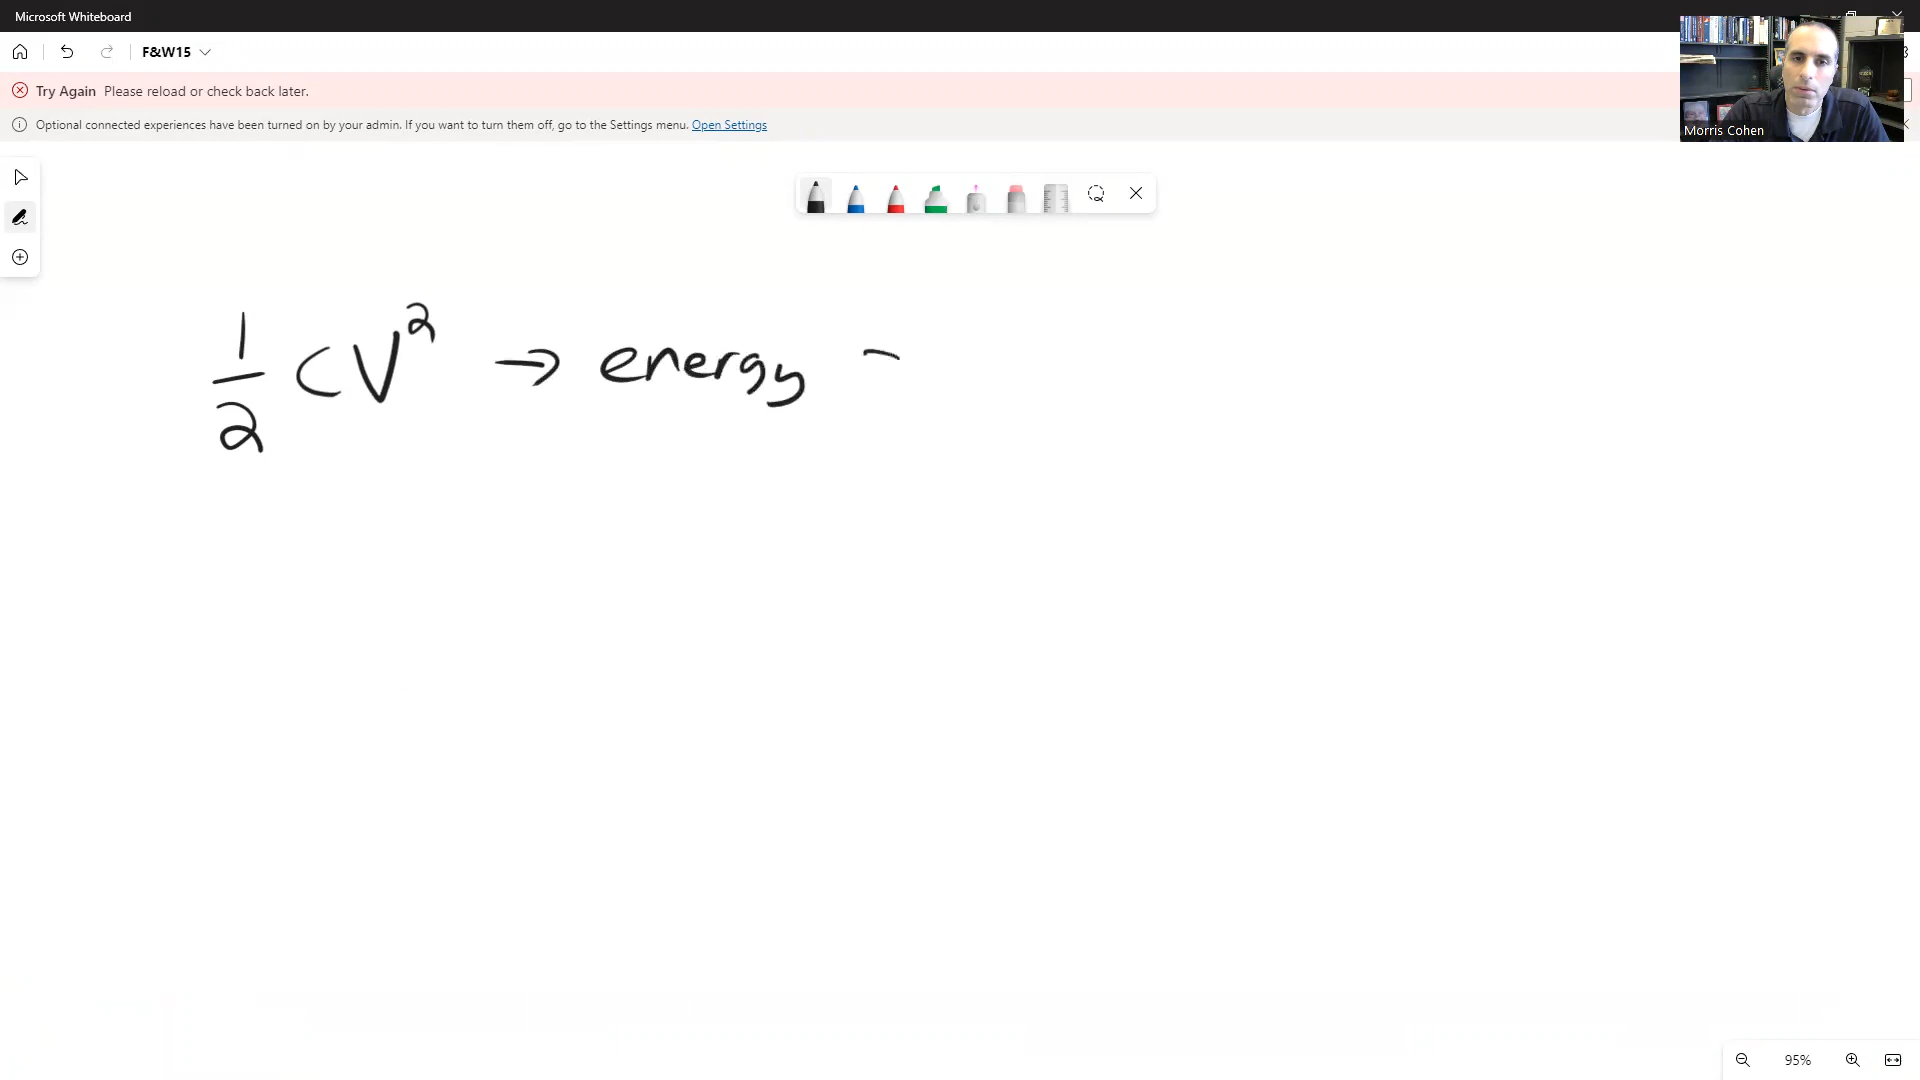 Microsoft Whiteboard
F&W15
Try Again Please reload or check back later.
Optional connected experiences have been turned on by your admin. If you want to turn them off, go to the Settings menu. Open Settings
Morris Cohen
1/2 CV² → energy
95%